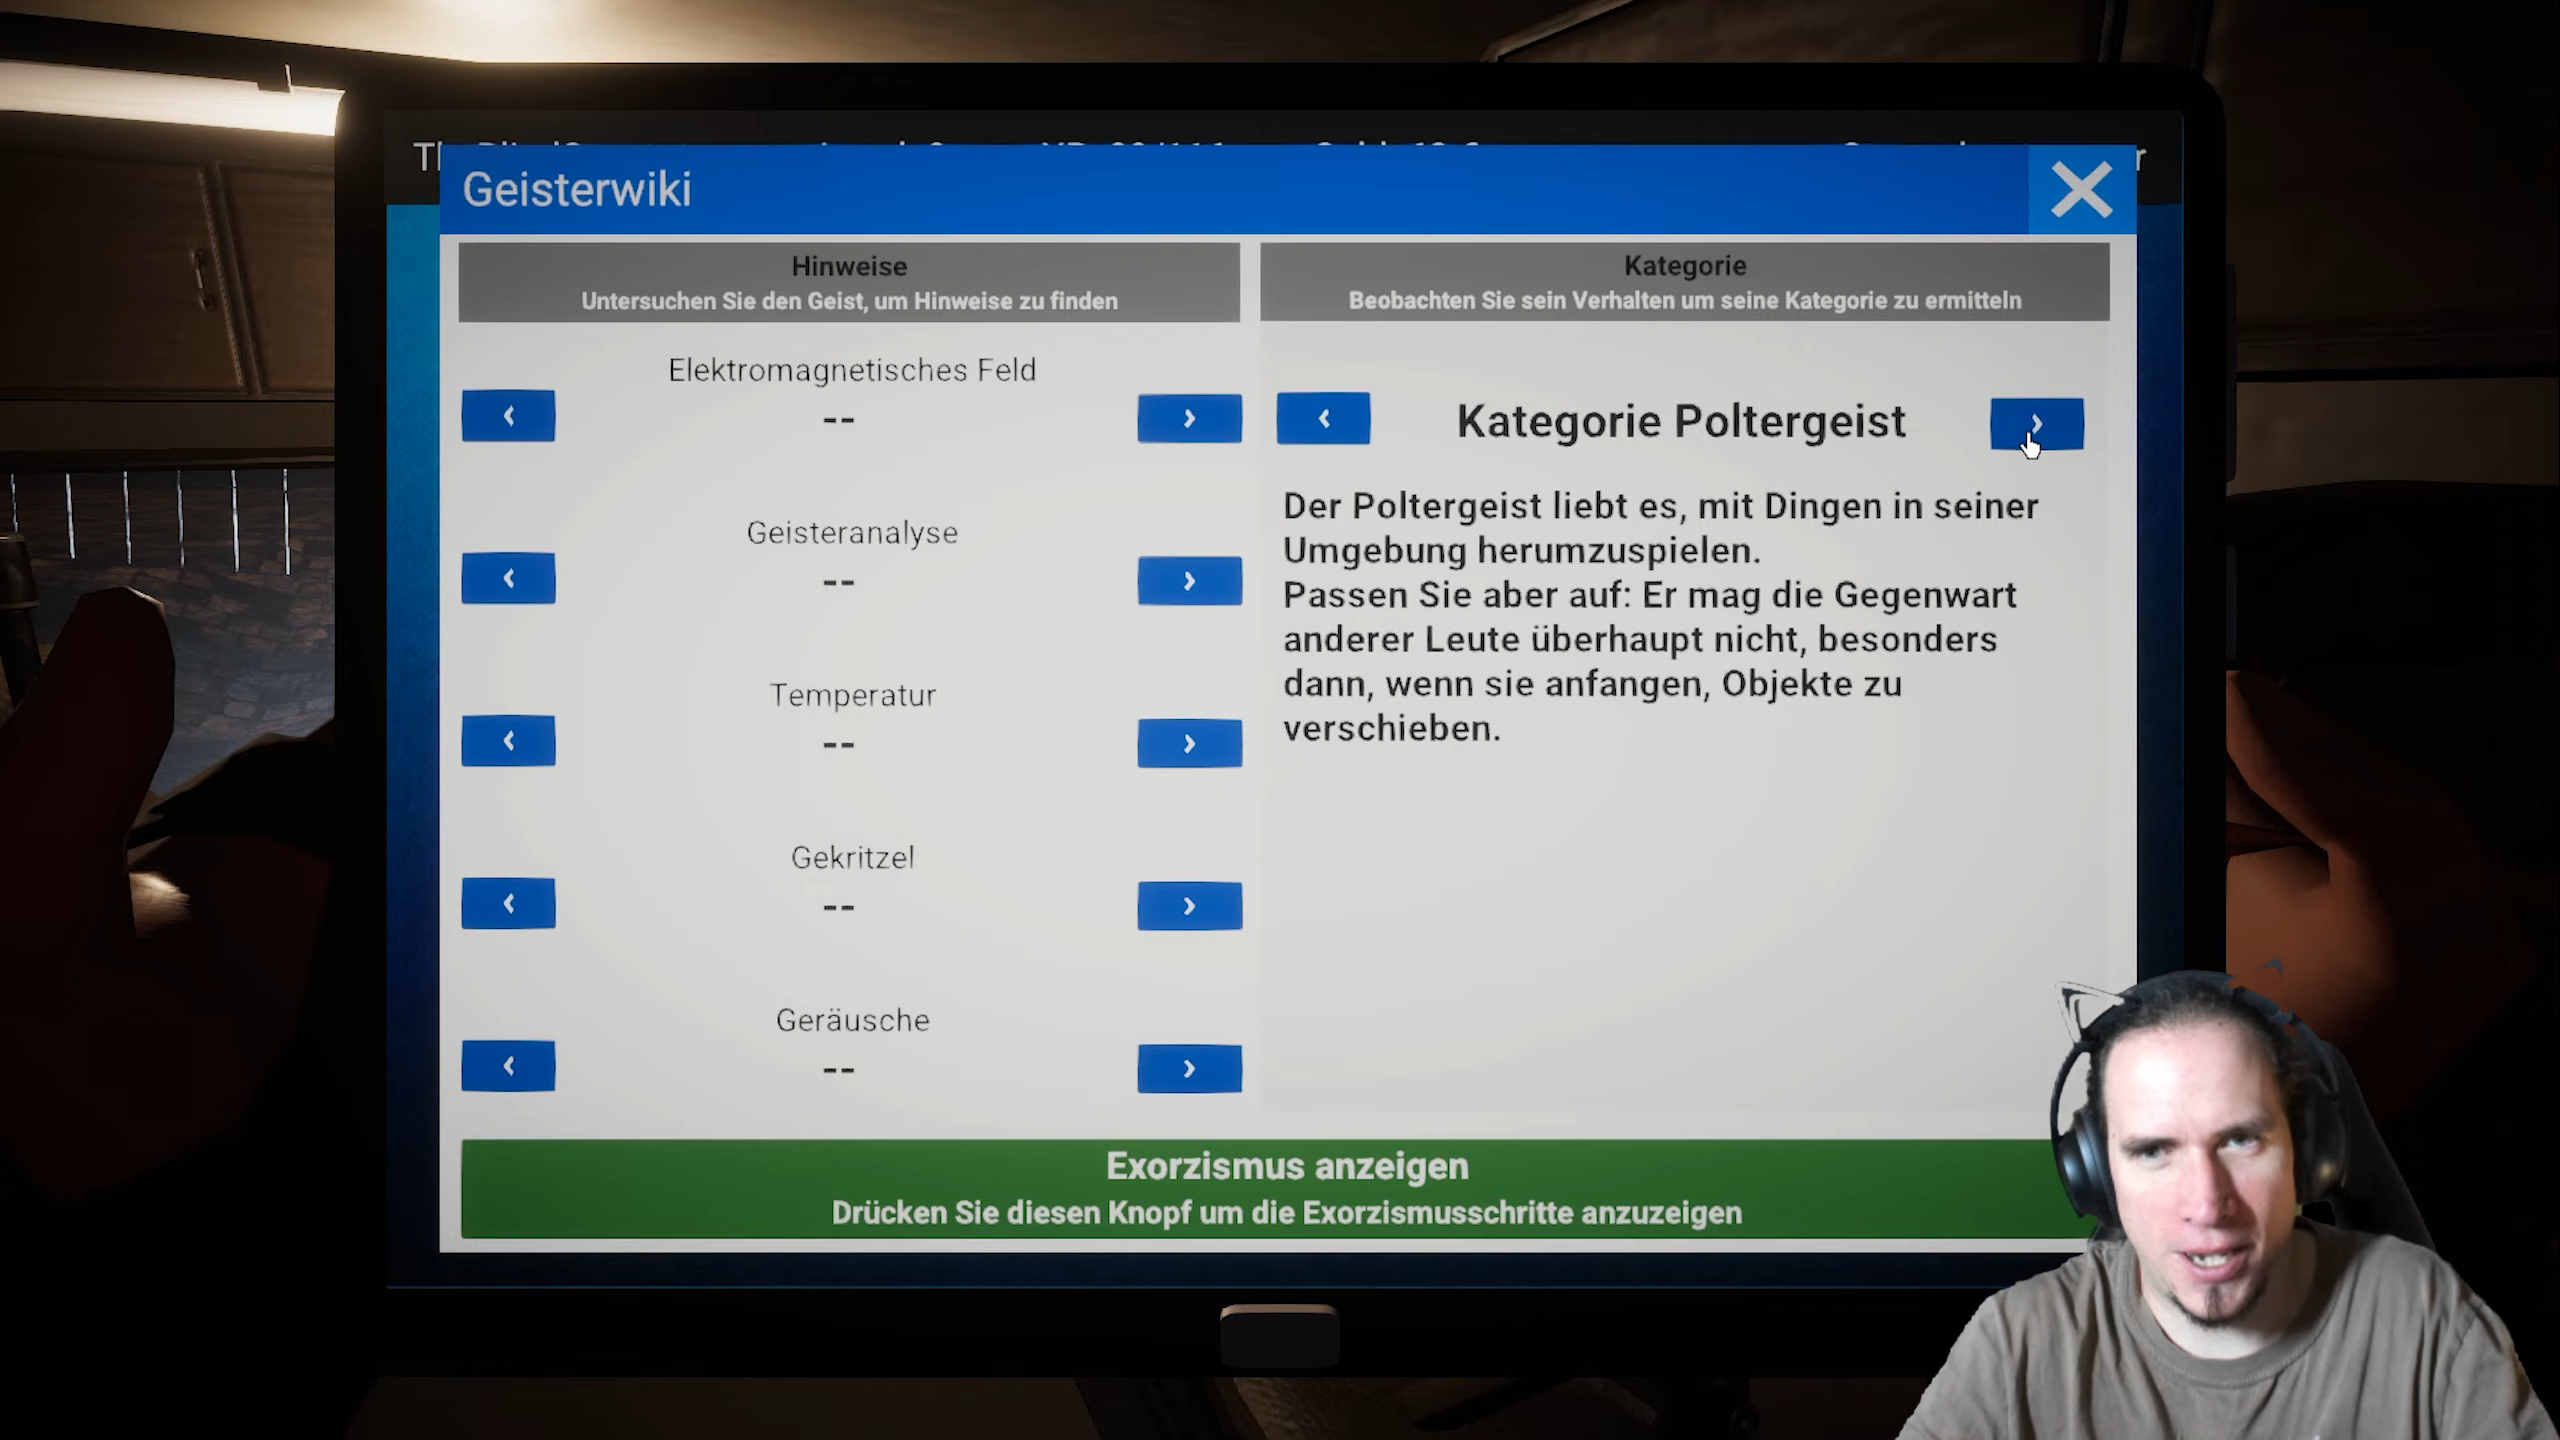 Geisterwiki
Hinweise
Untersuchen Sie den Geist, um Hinweise zu finden
Elektromagnetisches Feld
--
Geisteranalyse
--
Temperatur
--
Gekritzel
--
Geräusche
--
Kategorie
Beobachten Sie sein Verhalten um seine Kategorie zu ermitteln
Kategorie Poltergeist
Der Poltergeist liebt es, mit Dingen in seiner
Umgebung herumzuspielen.
Passen Sie aber auf: Er mag die Gegenwart
anderer Leute überhaupt nicht, besonders
dann, wenn sie anfangen, Objekte zu
verschieben.
Exorzismus anzeigen
Drücken Sie diesen Knopf um die Exorzismusschritte anzuzeigen